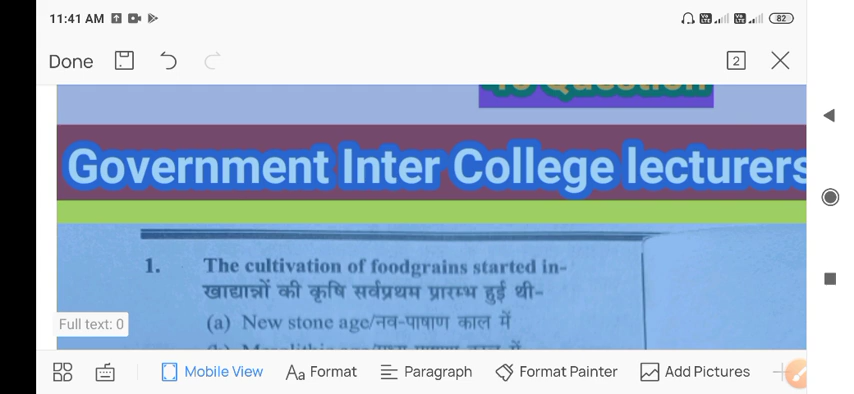 11:41 AM
82
Done
2
Government Inter College lecturers
1. The cultivation of foodgrains started in-
खाद्यान्नों की कृषि सर्वप्रथम प्रारम्भ हुई थी-
(a) New stone age/नव-पाषाण काल में
Full text: 0
Mobile View
Aa Format
Paragraph
Format Painter
Add Pictures